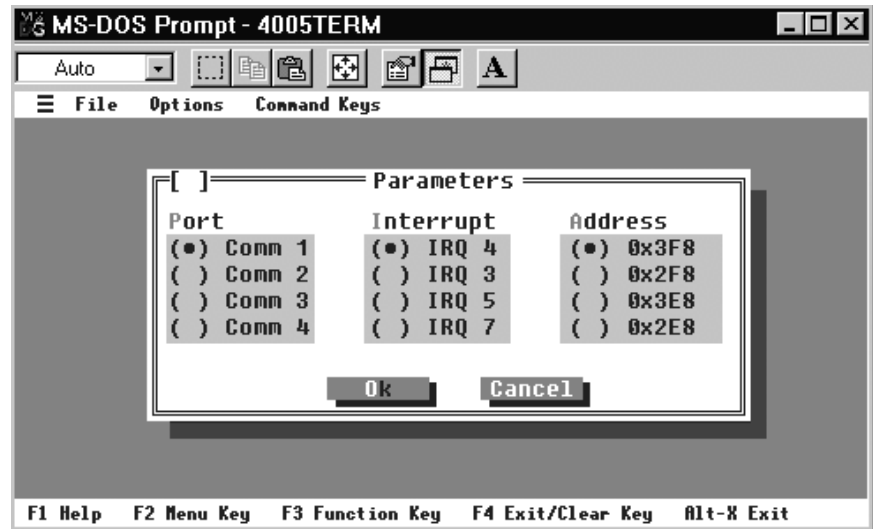 MS-DOS Prompt - 4005TERM
Auto A
File Options Command Keys
[ ] Parameters
Port Interrupt Address
(•) Comm 1 (•) IRQ 4 (•) 0x3F8
( ) Comm 2 ( ) IRQ 3 ( ) 0x2F8
( ) Comm 3 ( ) IRQ 5 ( ) 0x3E8
( ) Comm 4 ( ) IRQ 7 ( ) 0x2E8
Ok Cancel
F1 Help F2 Menu Key F3 Function Key F4 Exit/Clear Key Alt-X Exit